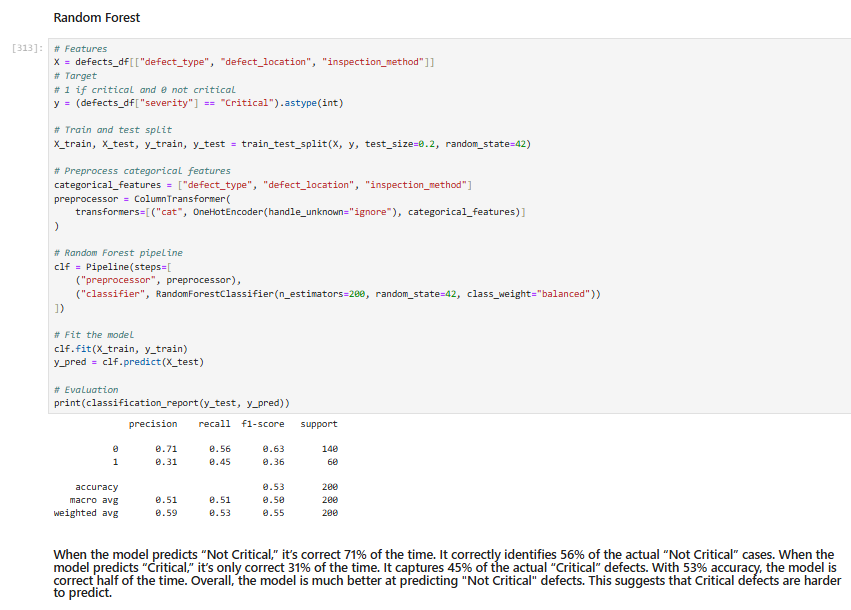 Random Forest
[313]: # Features
X = defects_df[["defect_type", "defect_location", "inspection_method"]]
# Target
# 1 if critical and 0 not critical
y = (defects_df["severity"] == "Critical").astype(int)
# Train and test split
X_train, X_test, y_train, y_test = train_test_split(X, y, test_size=0.2, random_state=42)
# Preprocess categorical features
categorical_features = ["defect_type", "defect_location", "inspection_method"]
preprocessor = ColumnTransformer(
transformers=[("cat", OneHotEncoder(handle_unknown="ignore"), categorical_features)]
)
# Random Forest pipeline
clf = Pipeline(steps=[
("preprocessor", preprocessor),
("classifier", RandomForestClassifier(n_estimators=200, random_state=42, class_weight="balanced"))
])
# Fit the model
clf.fit(X_train, y_train)
y_pred = clf.predict(X_test)
# Evaluation
print(classification_report(y_test, y_pred))
precision recall f1-score support
0 0.71 0.56 0.63 140
1 0.31 0.45 0.36 60
accuracy 0.53 200
macro avg 0.51 0.51 0.50 200
weighted avg 0.59 0.53 0.55 200
When the model predicts “Not Critical,” it’s correct 71% of the time. It correctly identifies 56% of the actual “Not Critical” cases. When the
model predicts “Critical,” it’s only correct 31% of the time. It captures 45% of the actual “Critical” defects. With 53% accuracy, the model is
correct half of the time. Overall, the model is much better at predicting "Not Critical" defects. This suggests that Critical defects are harder
to predict.